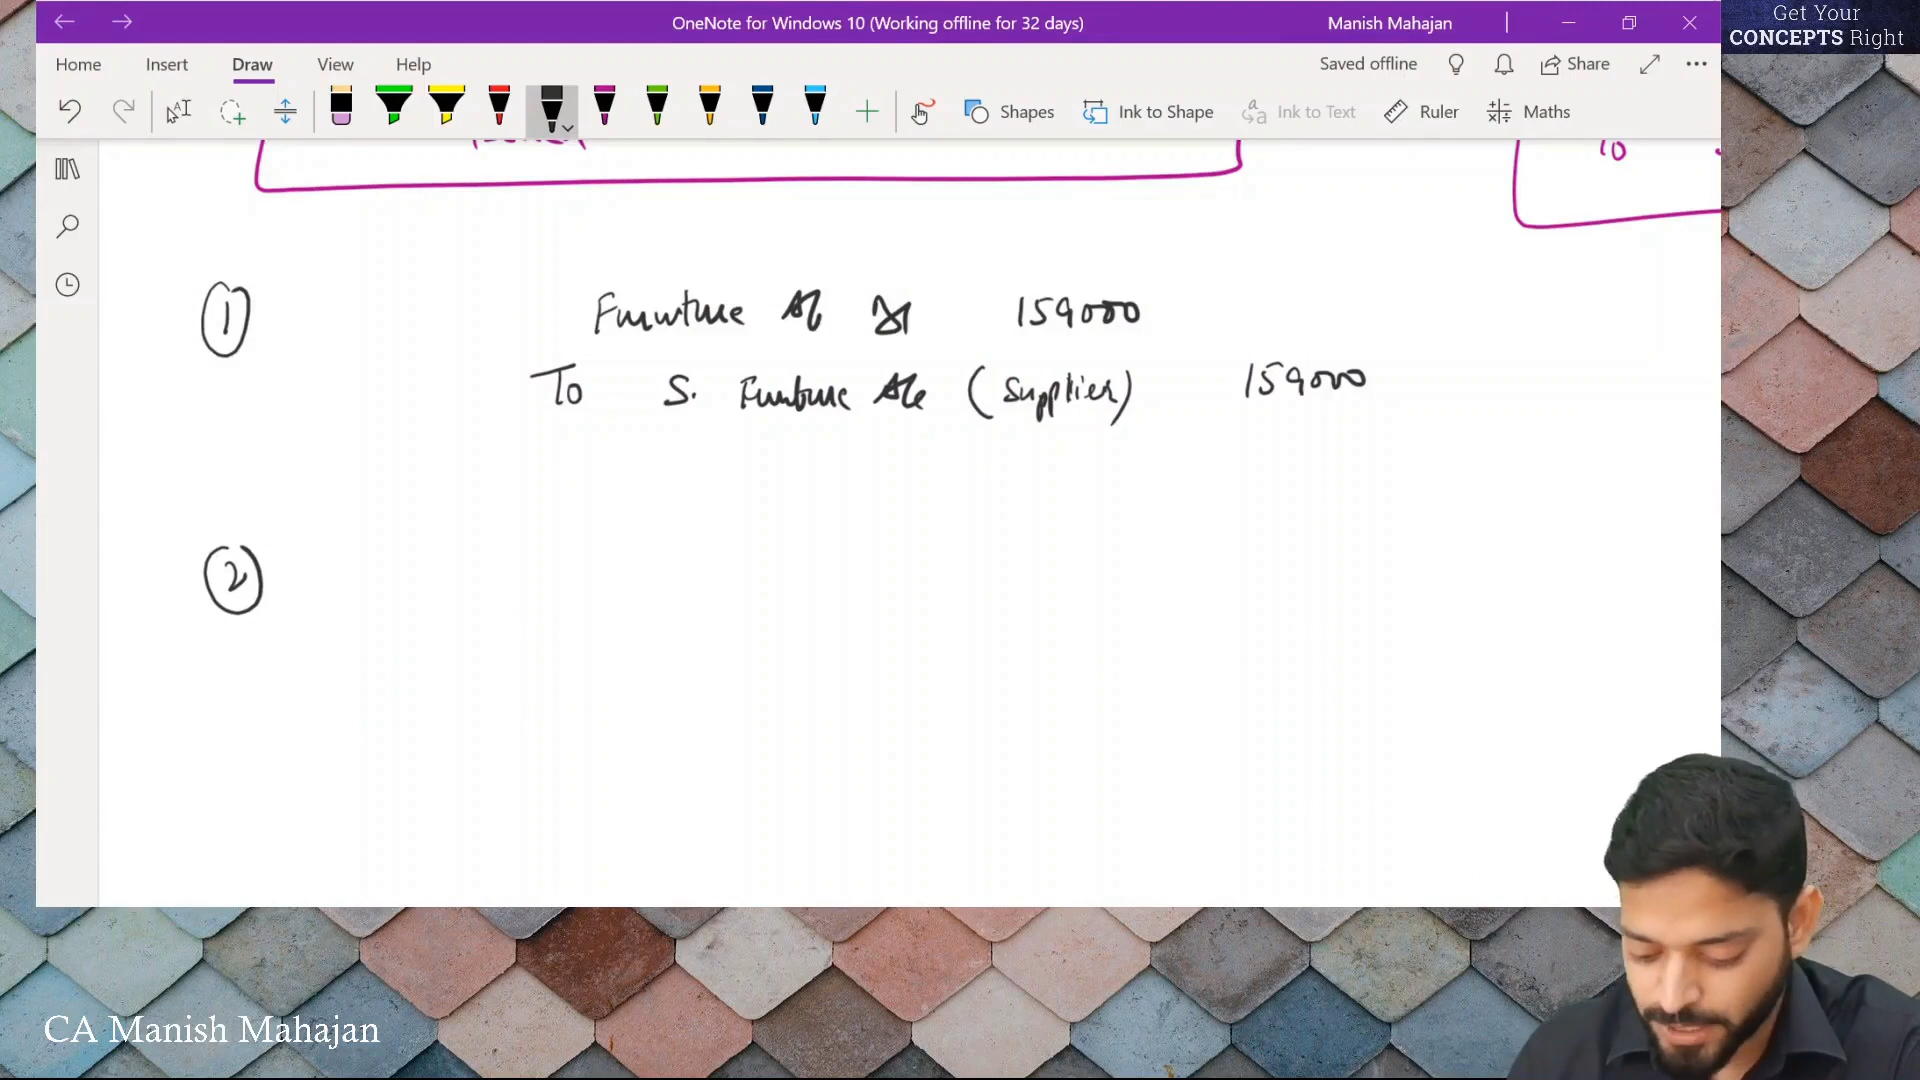 OneNote for Windows 10 (Working offline for 32 days)
Manish Mahajan
Get Your
CONCEPTS Right
Home Insert Draw View Help
Saved offline Share
Shapes Ink to Shape Ink to Text Ruler Maths
To
1 Furniture A/c Dr 159000
To S. Furniture A/c (Supplier) 159000
2
CA Manish Mahajan